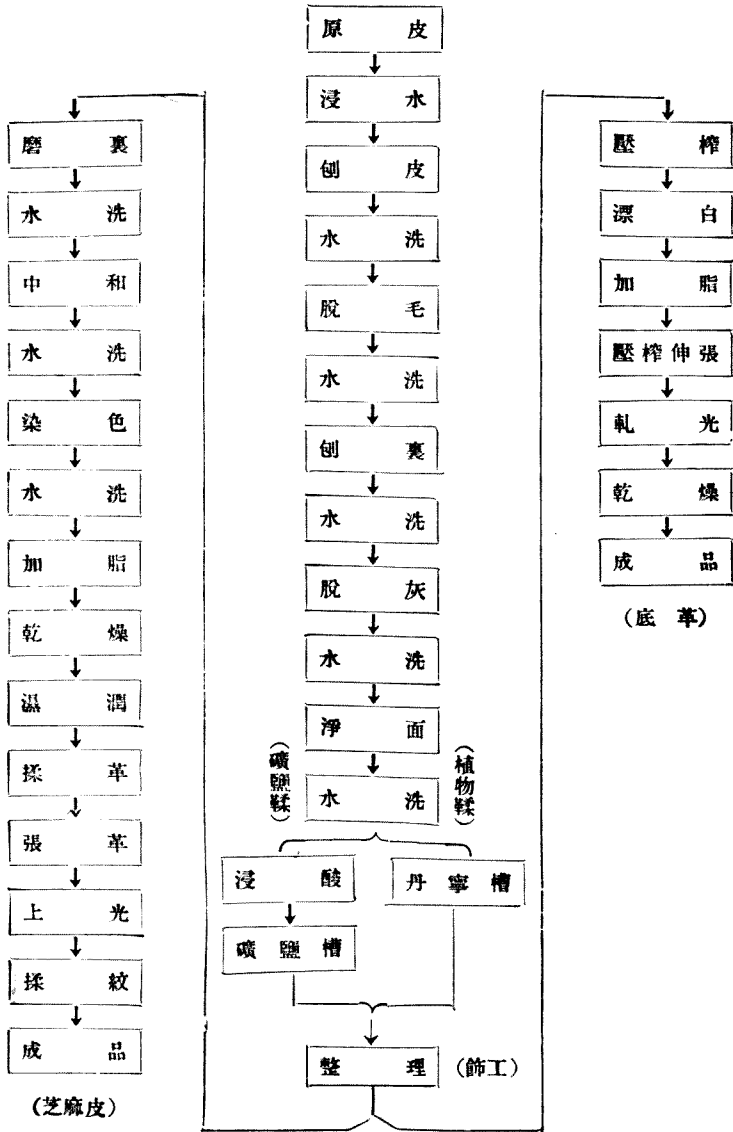 原皮
浸水
刨皮
水洗
脫毛
水洗
刨裏
水洗
脫灰
水洗
淨面
水洗
(礦鹽鞣)
(植物鞣)
浸酸
礦鹽槽
丹寧槽
整理
(飾工)
磨裏
水洗
中和
水洗
染色
水洗
加脂
乾燥
濕潤
揉革
張革
上光
揉紋
成品
(芝麻皮)
壓榨
漂白
加脂
壓榨伸張
軋光
乾燥
成品
(底革)